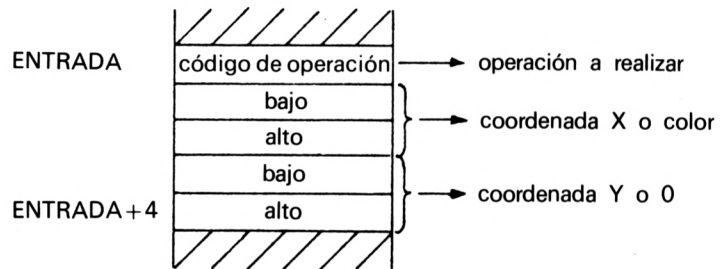 ENTRADA código de operación operación a realizar
bajo
coordenada X o color
alto
bajo
coordenada Y o 0
ENTRADA+4 alto